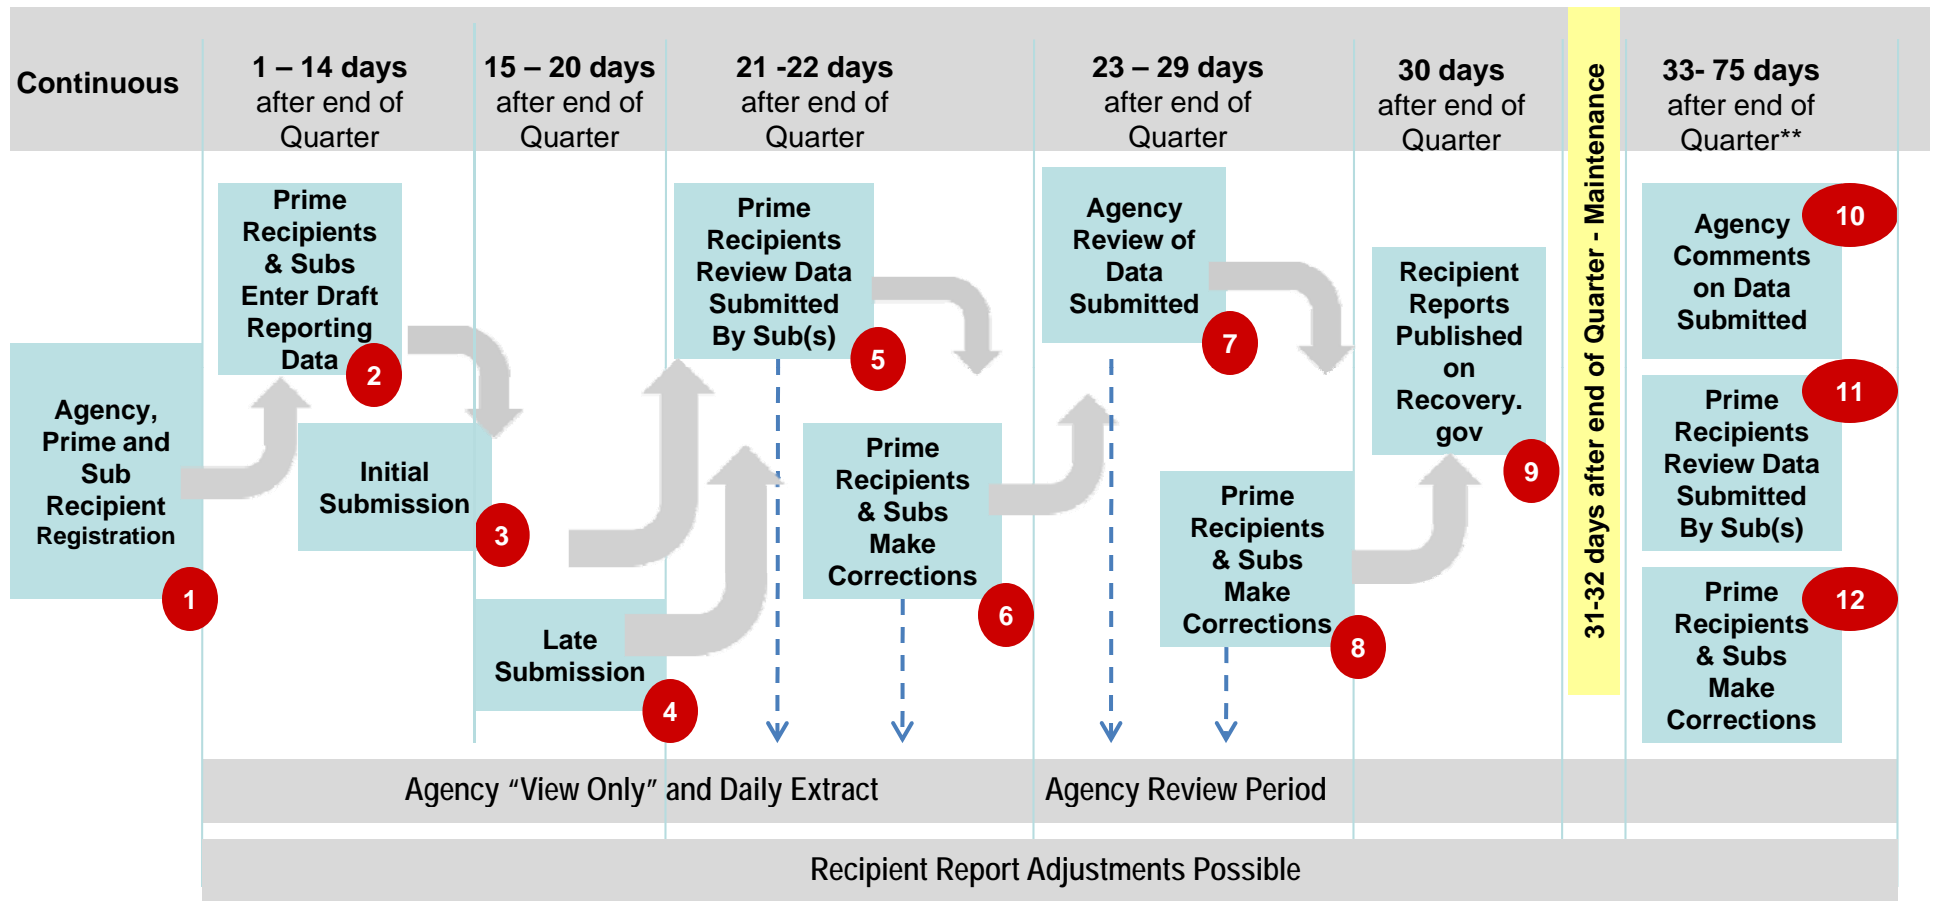 Continuous
1 – 14 days
after end of
Quarter
15 – 20 days
after end of
Quarter
21 -22 days
after end of
Quarter
23 – 29 days
after end of
Quarter
30 days
after end of
Quarter
31-32 days after end of Quarter - Maintenance
33- 75 days
after end of
Quarter**
Agency,
Prime and
Sub
Recipient
Registration
1
Prime
Recipients
& Subs
Enter Draft
Reporting
Data
2
Initial
Submission
3
Late
Submission
4
Prime
Recipients
Review Data
Submitted
By Sub(s)
5
Prime
Recipients
& Subs
Make
Corrections
6
Agency
Review of
Data
Submitted
7
Prime
Recipients
& Subs
Make
Corrections
8
Recipient
Reports
Published
on
Recovery.
gov
9
Agency
Comments
on Data
Submitted
10
Prime
Recipients
Review Data
Submitted
By Sub(s)
11
Prime
Recipients
& Subs
Make
Corrections
12
Agency “View Only” and Daily Extract
Agency Review Period
Recipient Report Adjustments Possible